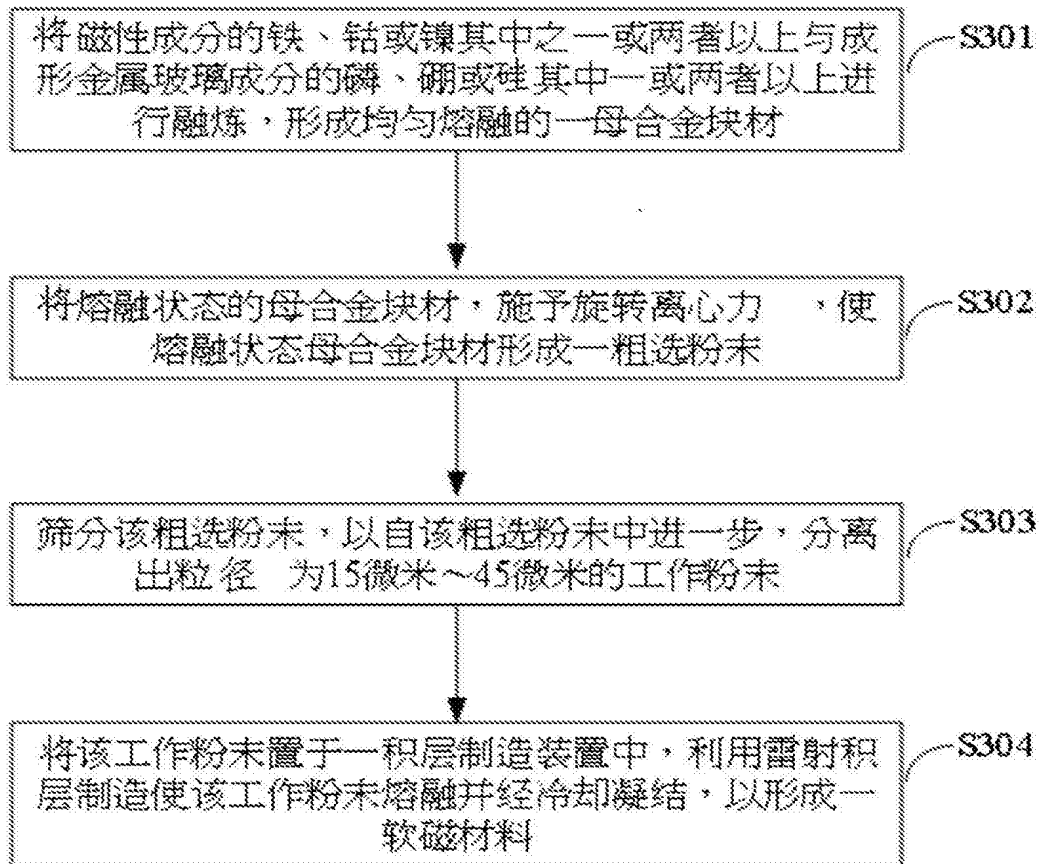 将磁性成分的铁、钴或镍其中之一或两者以上与成
形金属玻璃成分的磷、硼或硅其中一或两者以上进
行融炼，形成均匀熔融的一母合金块材
S301
将熔融状态的母合金块材，施予旋转离心力 ，使
熔融状态母合金块材形成一粗选粉末
S302
筛分该粗选粉末，以自该粗选粉末中进一步，分离
出粒径 为15微米～45微米的工作粉末
S303
将该工作粉末置于一积层制造装置中，利用雷射积
层制造使该工作粉末熔融并经冷却凝结，以形成一
软磁材料
S304